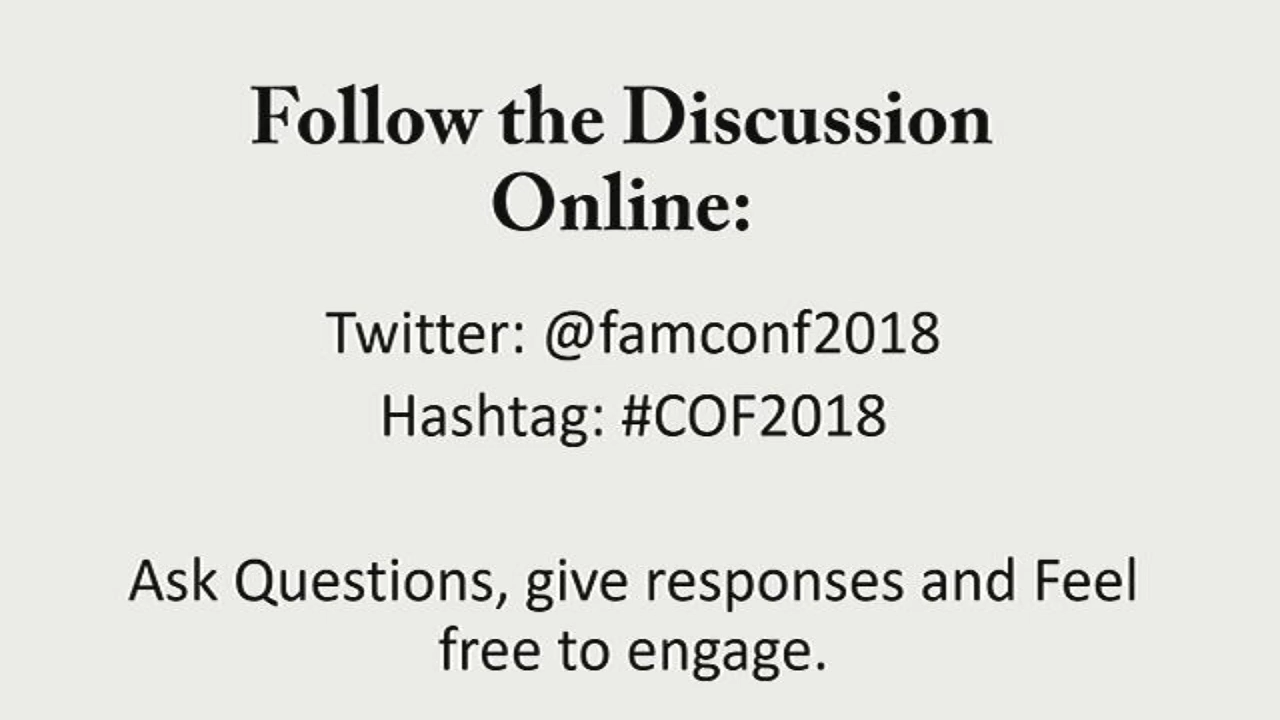 Follow the Discussion
Online:
Twitter: @famconf2018
Hashtag: #COF2018
Ask Questions, give responses and Feel
free to engage.